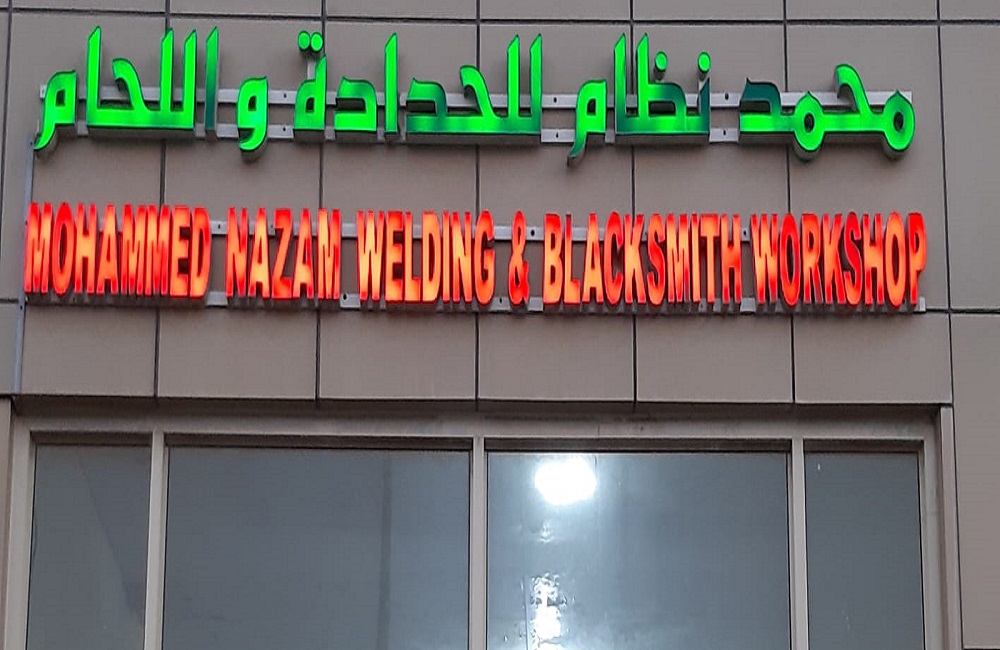 محمد نظام للحدادة و اللحام
MOHAMMED NAZAM WELDING & BLACKSMITH WORKSHOP